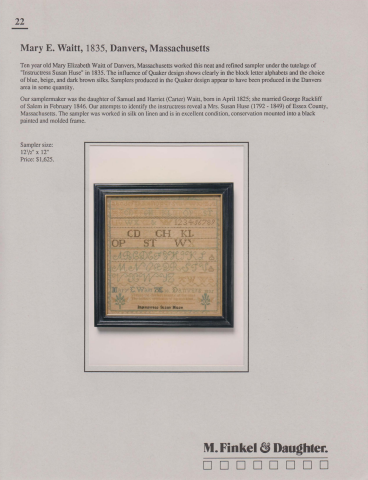 22
Mary E. Waitt, 1835, Danvers, Massachusetts
Ten year old Mary Elizabeth Waitt of Danvers, Massachusetts worked this neat and refined sampler under the tutelage of
"Instructress Susan Huse" in 1835. The influence of Quaker design shows clearly in the block letter alphabets and the choice
of blue, beige, and dark brown silks. Samplers produced in the Quaker design appear to have been produced in the Danvers
area in some quantity.
Our samplermaker was the daughter of Samuel and Harriet (Carter) Waitt, born in April 1825; she married George Rackliff
of Salem in February 1846. Our attempts to identify the instructress reveal a Mrs. Susan Huse (1792 - 1849) of Essex County,
Massachusetts. The sampler was worked in silk on linen and is in excellent condition, conservation mounted into a black
painted and molded frame.
Sampler size:
12½" x 12"
Price: $1,625.
CD GH KL
OP ST W
Instructress Susan Huse
M. Finkel & Daughter.